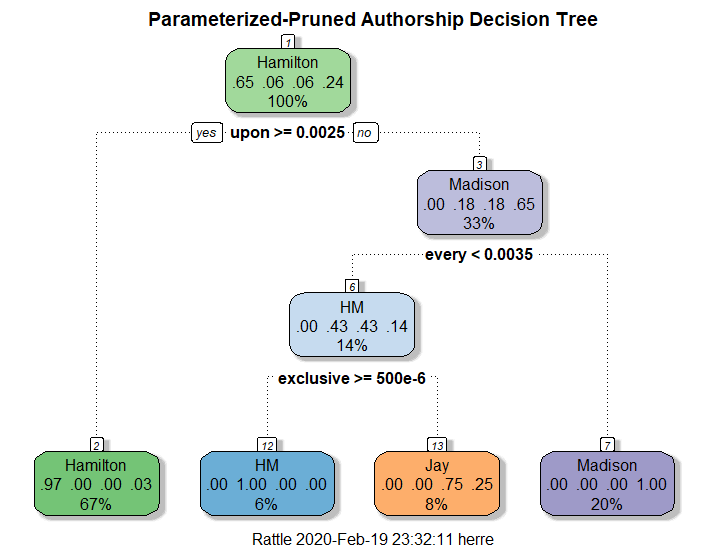 Parameterized-Pruned Authorship Decision Tree
1
Hamilton
.65 .06 .06 .24
100%
yes upon >= 0.0025 no
3
Madison
.00 .18 .18 .65
33%
every < 0.0035
6
HM
.00 .43 .43 .14
14%
exclusive >= 500e-6
2
Hamilton
.97 .00 .00 .03
67%
12
HM
.00 1.00 .00 .00
6%
13
Jay
.00 .00 .75 .25
8%
7
Madison
.00 .00 .00 1.00
20%
Rattle 2020-Feb-19 23:32:11 herre